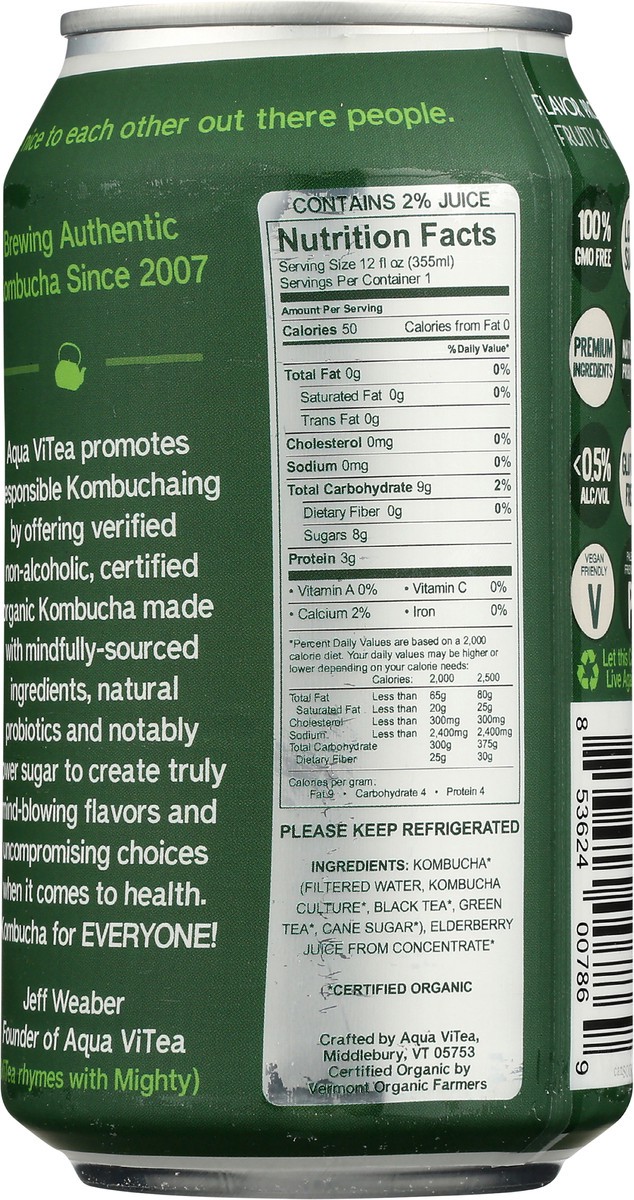 nice to each other out there people.
Brewing Authentic
Kombucha Since 2007
Aqua ViTea promotes
responsible Kombuchaing
by offering verified
non-alcoholic, certified
organic Kombucha made
with mindfully-sourced
ingredients, natural
probiotics and notably
lower sugar to create truly
mind-blowing flavors and
uncompromising choices
when it comes to health.
Kombucha for EVERYONE!
Jeff Weaber
Founder of Aqua ViTea
(ViTea rhymes with Mighty)
CONTAINS 2% JUICE
Nutrition Facts
Serving Size 12 fl oz (355ml)
Servings Per Container 1
Amount Per Serving
Calories 50 Calories from Fat 0
% Daily Value*
Total Fat 0g 0%
Saturated Fat 0g 0%
Trans Fat 0g
Cholesterol 0mg 0%
Sodium 0mg 0%
Total Carbohydrate 9g 2%
Dietary Fiber 0g 0%
Sugars 8g
Protein 3g
• Vitamin A 0% • Vitamin C 0%
• Calcium 2% • Iron 0%
*Percent Daily Values are based on a 2,000
calorie diet. Your daily values may be higher or
lower depending on your calorie needs:
Calories: 2,000 2,500
Total Fat Less than 65g 80g
Saturated Fat Less than 20g 25g
Cholesterol Less than 300mg 300mg
Sodium Less than 2,400mg 2,400mg
Total Carbohydrate 300g 375g
Dietary Fiber 25g 30g
Calories per gram:
Fat 9 • Carbohydrate 4 • Protein 4
PLEASE KEEP REFRIGERATED
INGREDIENTS: KOMBUCHA*
(FILTERED WATER, KOMBUCHA
CULTURE*, BLACK TEA*, GREEN
TEA*, CANE SUGAR*), ELDERBERRY
JUICE FROM CONCENTRATE*
*CERTIFIED ORGANIC
Crafted by Aqua ViTea,
Middlebury, VT 05753
Certified Organic by
Vermont Organic Farmers
FLAVOR
FRUITY
100%
GMO FREE
PREMIUM
INGREDIENTS
<0.5%
ALC/VOL
VEGAN
FRIENDLY
V
Let this
Live
8 53624 00786 9